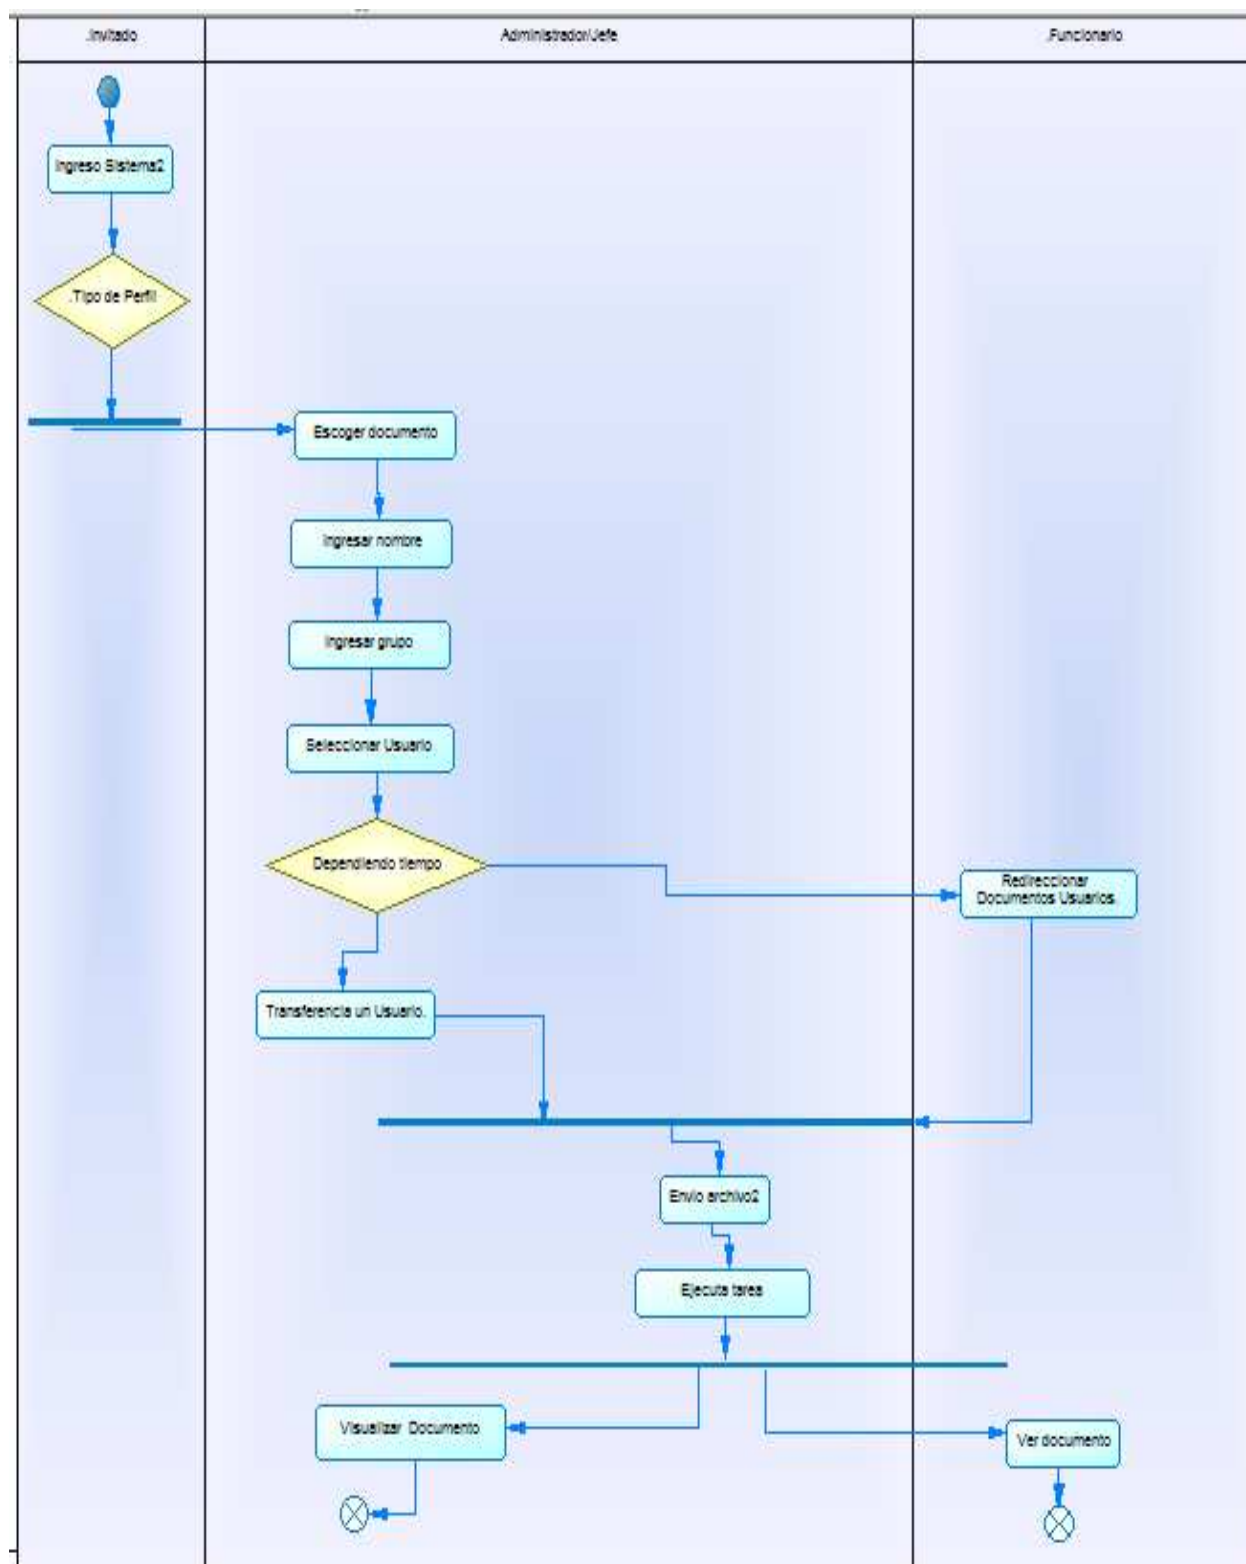 .Invitado
Administrador/Jefe
.Funcionario
Ingreso Sistema2
.Tipo de Perfil
Escoger documento
Ingresar nombre
Ingresar grupo
Seleccionar Usuario
Dependiendo tiempo
Redireccionar
Documentos Usuarios.
Transferencia un Usuario.
Envio archivo2
Ejecuta tarea
Visualizar Documento
Ver documento